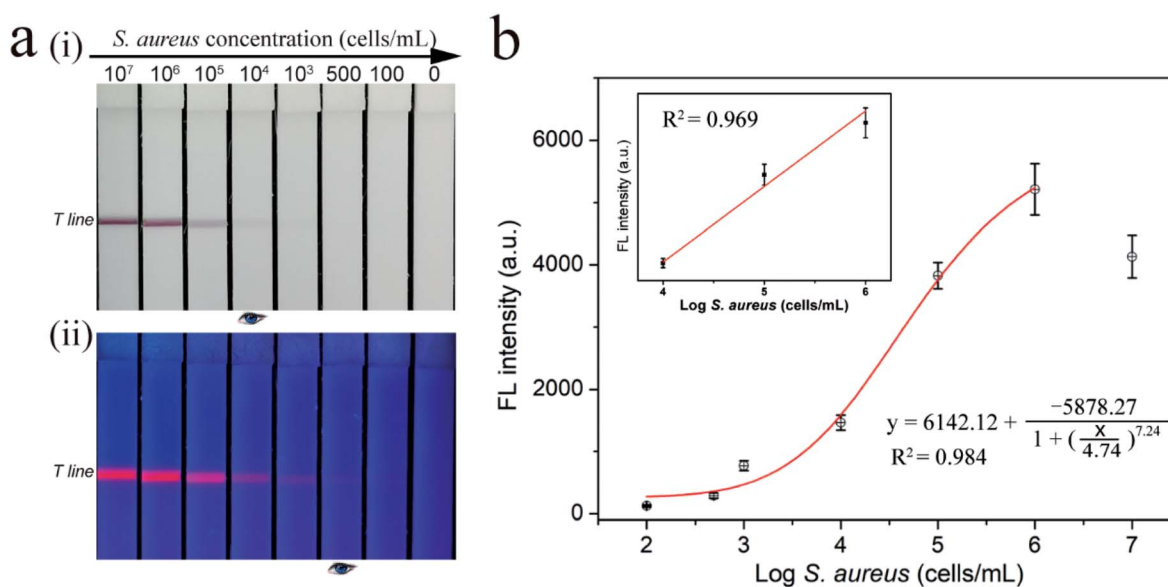 a (i) S. aureus concentration (cells/mL)
10⁷ 10⁶ 10⁵ 10⁴ 10³ 500 100 0
T line
(ii)
T line
b
FL intensity (a.u.)
6000
4000
2000
0
2 3 4 5 6 7
Log S. aureus (cells/mL)
R² = 0.969
FL intensity (a.u.)
4 5 6
Log S. aureus (cells/mL)
y = 6142.12 + −5878.27 / 1 + (x / 4.74)^7.24
R² = 0.984